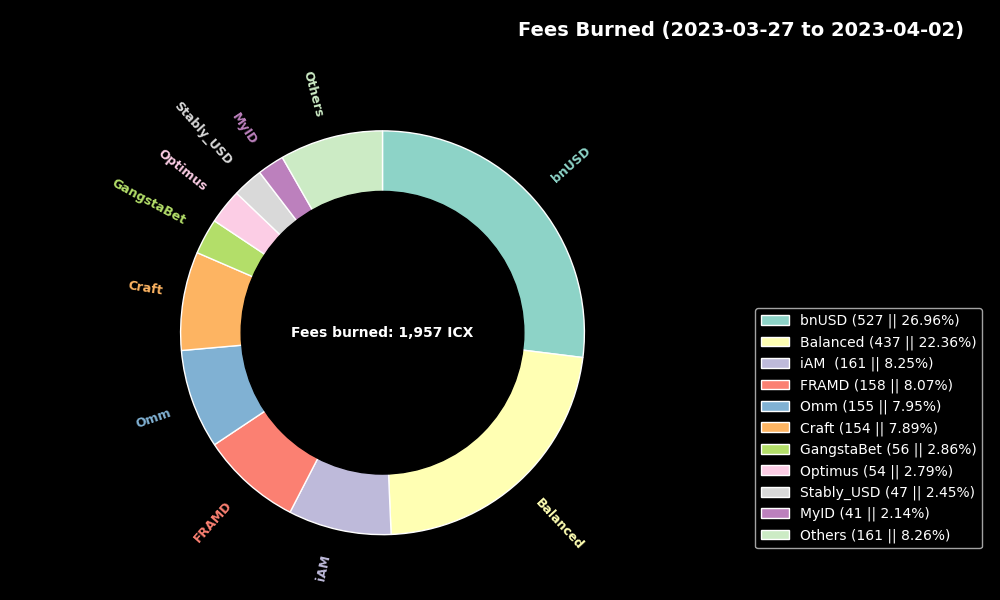 Fees Burned (2023-03-27 to 2023-04-02)
Others
MyID
Stably_USD
Optimus
GangstaBet
Craft
Omm
FRAMD
iAM
Balanced
bnUSD
Fees burned: 1,957 ICX
bnUSD (527 || 26.96%)
Balanced (437 || 22.36%)
iAM  (161 || 8.25%)
FRAMD (158 || 8.07%)
Omm (155 || 7.95%)
Craft (154 || 7.89%)
GangstaBet (56 || 2.86%)
Optimus (54 || 2.79%)
Stably_USD (47 || 2.45%)
MyID (41 || 2.14%)
Others (161 || 8.26%)